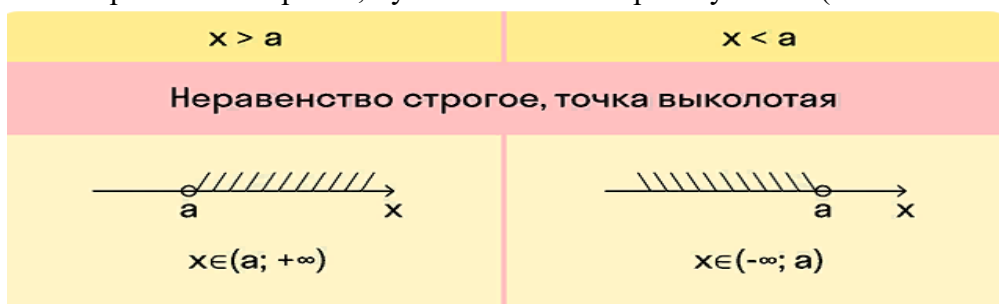 x > a
x < a
Неравенство строгое, точка выколотая
a x
a x
x∈(a; +∞)
x∈(-∞; a)